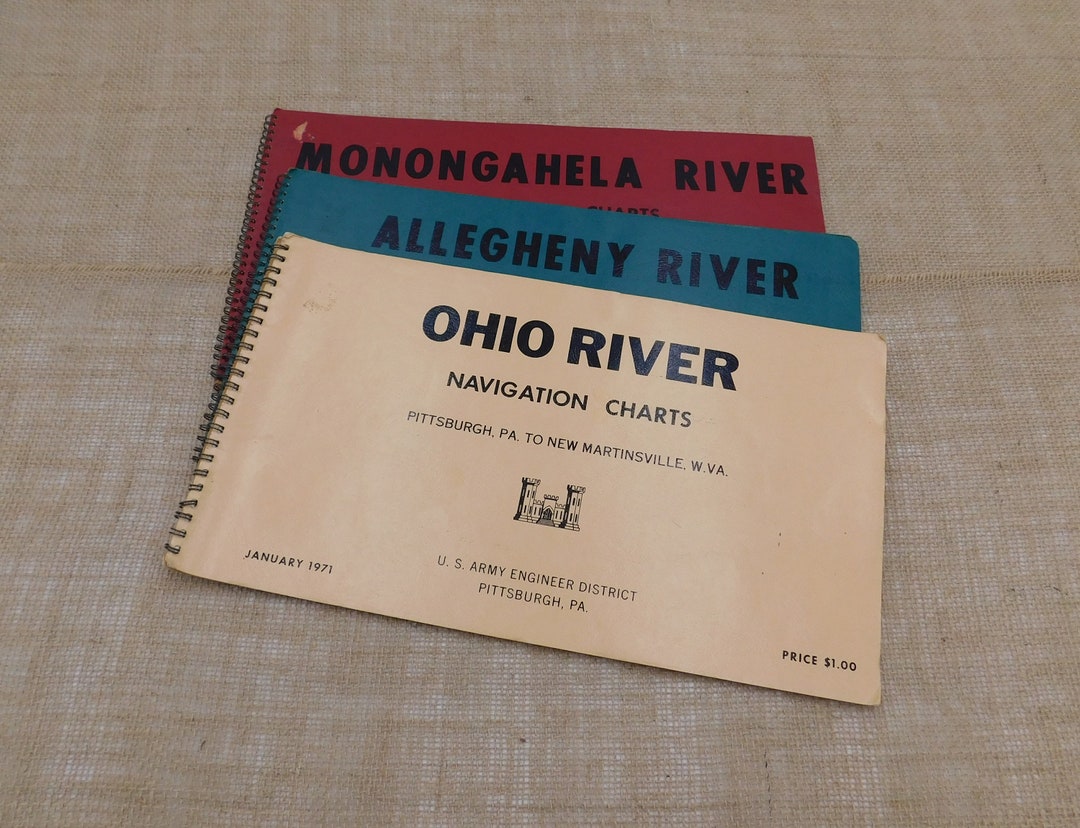 MONONGAHELA RIVER
CHARTS
ALLEGHENY RIVER
OHIO RIVER
NAVIGATION CHARTS
PITTSBURGH, PA. TO NEW MARTINSVILLE, W.VA.
JANUARY 1971
U. S. ARMY ENGINEER DISTRICT
PITTSBURGH, PA.
PRICE $1.00